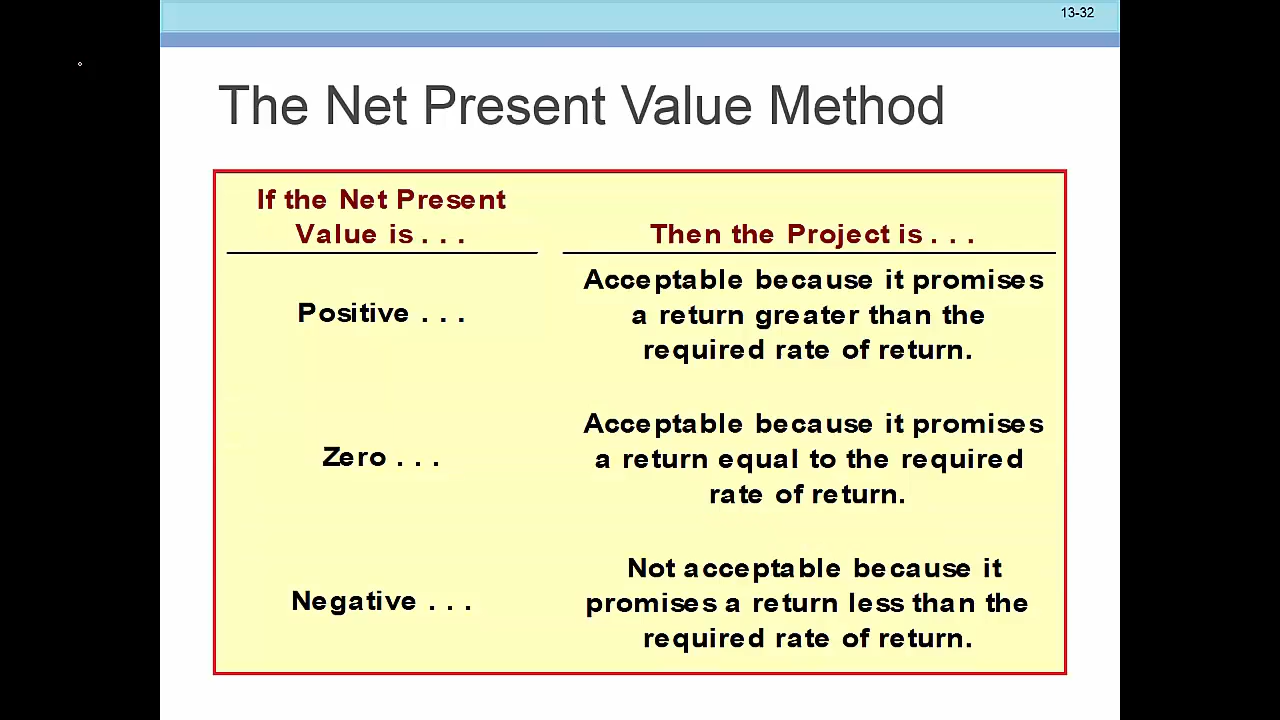 13-32
The Net Present Value Method
If the Net Present
Value is . . .
Then the Project is . . .
Positive . . .
Acceptable because it promises
a return greater than the
required rate of return.
Zero . . .
Acceptable because it promises
a return equal to the required
rate of return.
Negative . . .
Not acceptable because it
promises a return less than the
required rate of return.